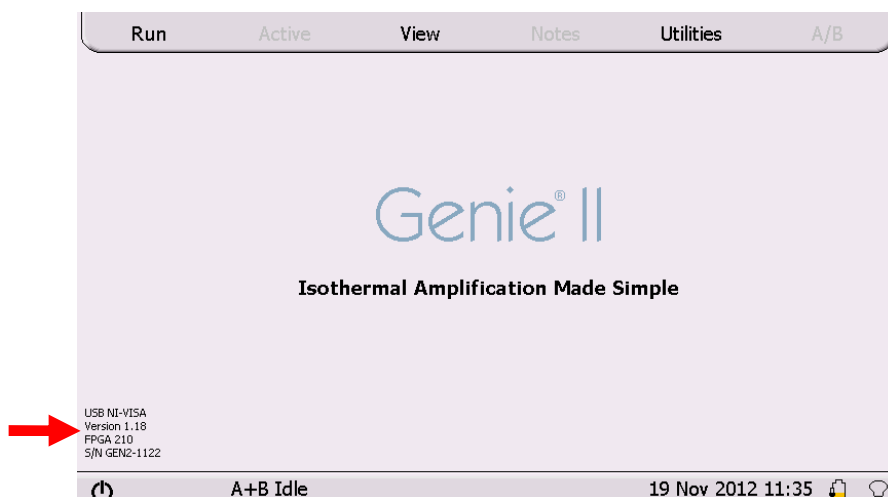 Run Active View Notes Utilities A/B
Genie® II
Isothermal Amplification Made Simple
USB NI-VISA
Version 1.18
FPGA 210
S/N GEN2-1122
A+B Idle 19 Nov 2012 11:35